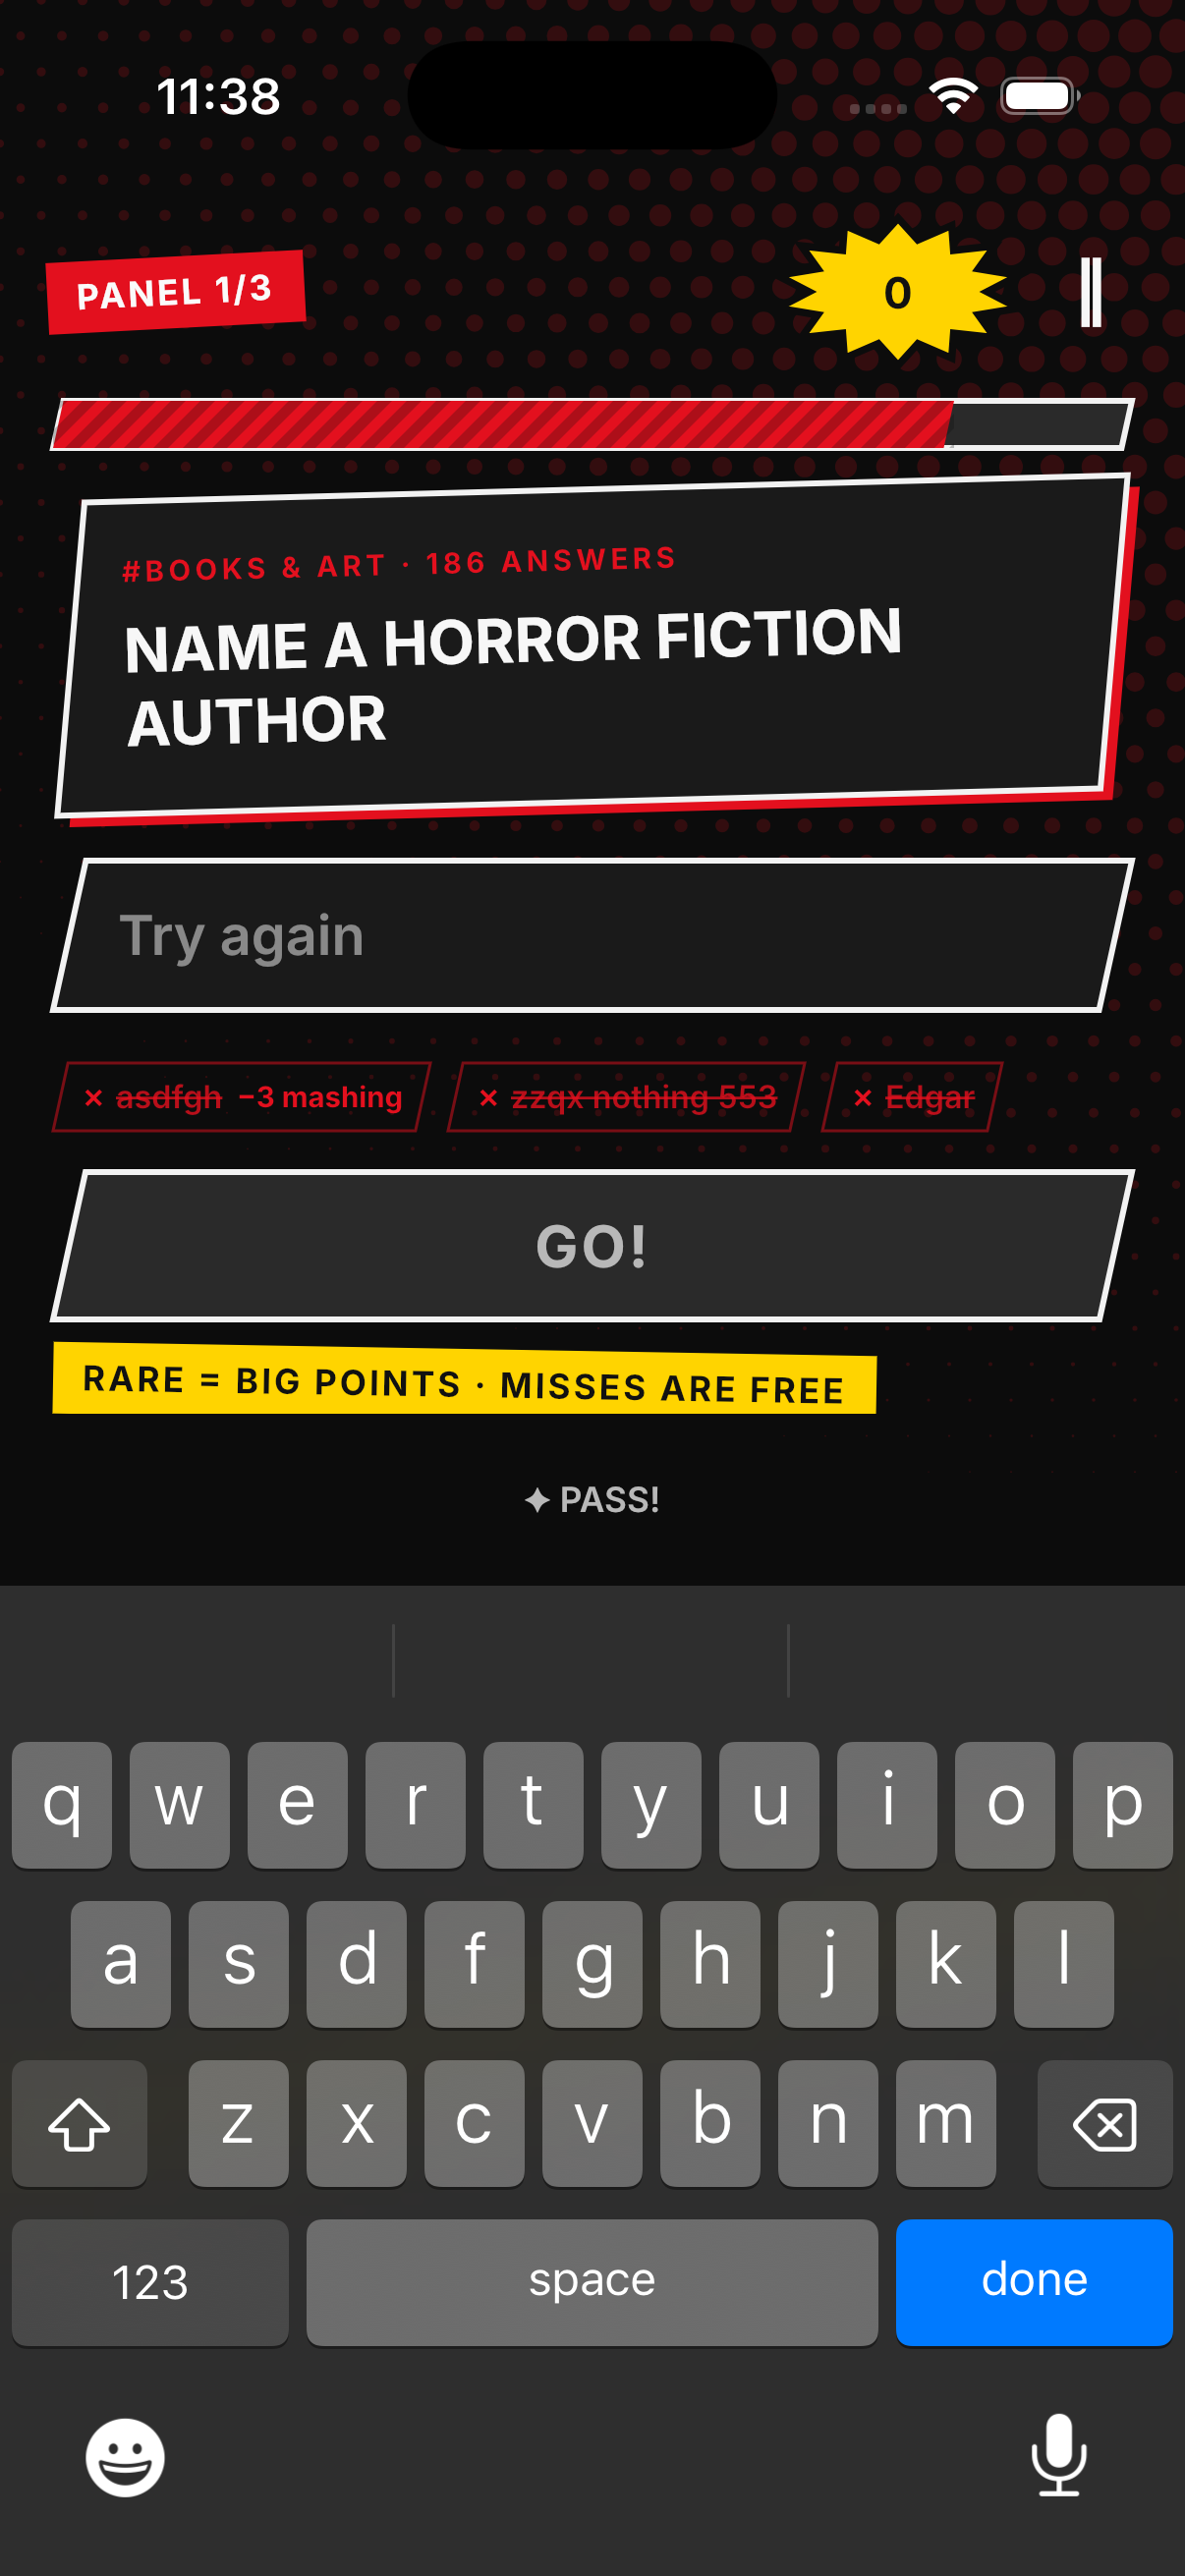 11:38
PANEL 1/3
0
#BOOKS & ART · 186 ANSWERS
NAME A HORROR FICTION
AUTHOR
Try again
× asdfgh −3 mashing × zzqx nothing 553 × Edgar
GO!
RARE = BIG POINTS · MISSES ARE FREE
✦ PASS!
q w e r t y u i o p
a s d f g h j k l
z x c v b n m
123 space done